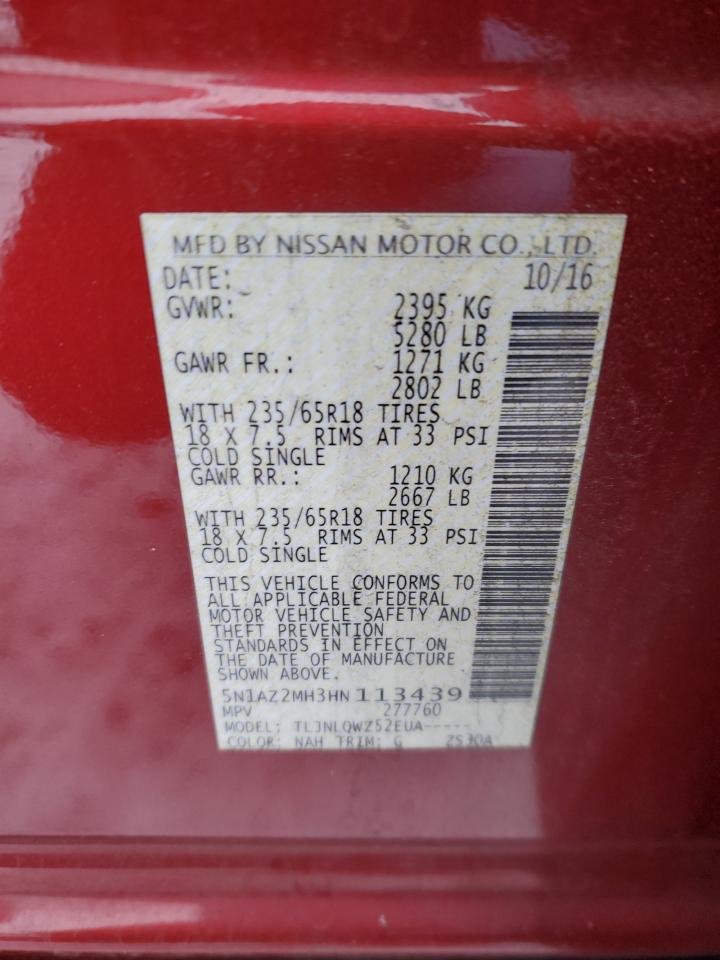 MFD BY NISSAN MOTOR CO., LTD.
DATE: 10/16
GVWR: 2395 KG
5280 LB
GAWR FR.: 1271 KG
2802 LB
WITH 235/65R18 TIRES
18 X 7.5 RIMS AT 33 PSI
COLD SINGLE
GAWR RR.: 1210 KG
2667 LB
WITH 235/65R18 TIRES
18 X 7.5 RIMS AT 33 PSI
COLD SINGLE
THIS VEHICLE CONFORMS TO
ALL APPLICABLE FEDERAL
MOTOR VEHICLE SAFETY AND
THEFT PREVENTION
STANDARDS IN EFFECT ON
THE DATE OF MANUFACTURE
SHOWN ABOVE.
5N1AZ2MH3HN113439
MPV 277760
MODEL: TLJNLQWZ52EUA-----
COLOR: NAH TRIM: G Z530A